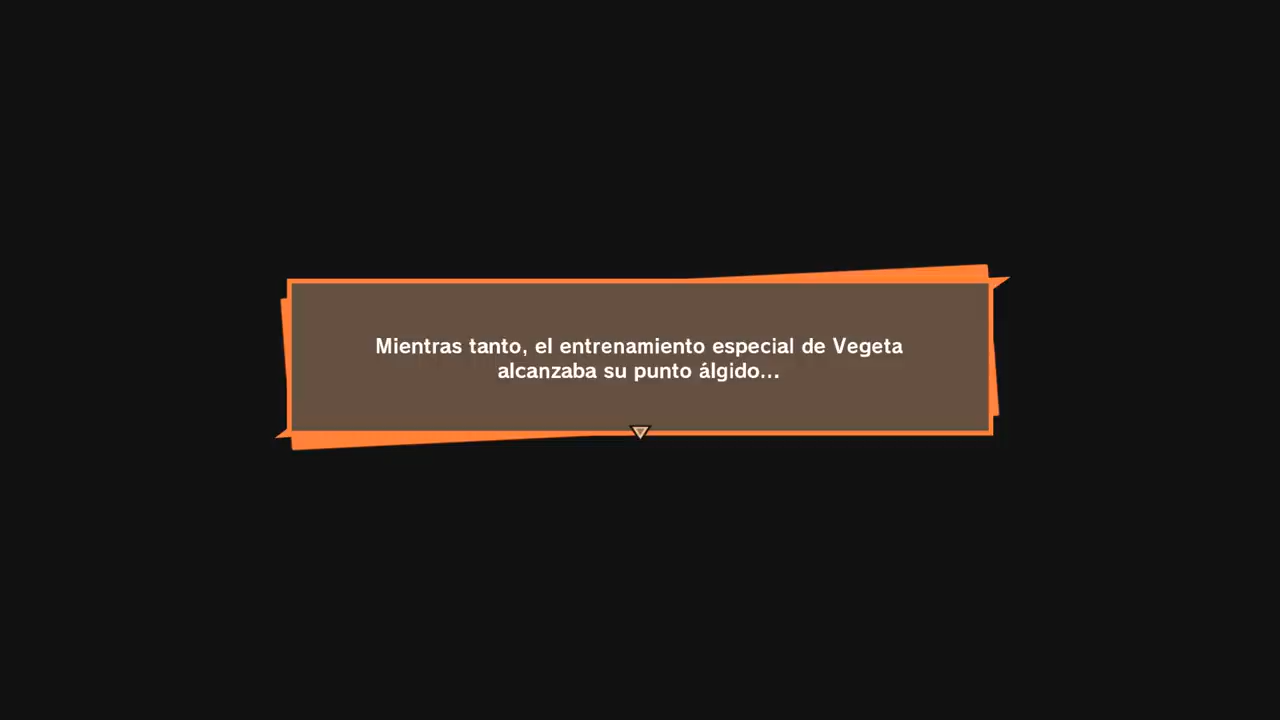 Mientras tanto, el entrenamiento especial de Vegeta
alcanzaba su punto álgido...